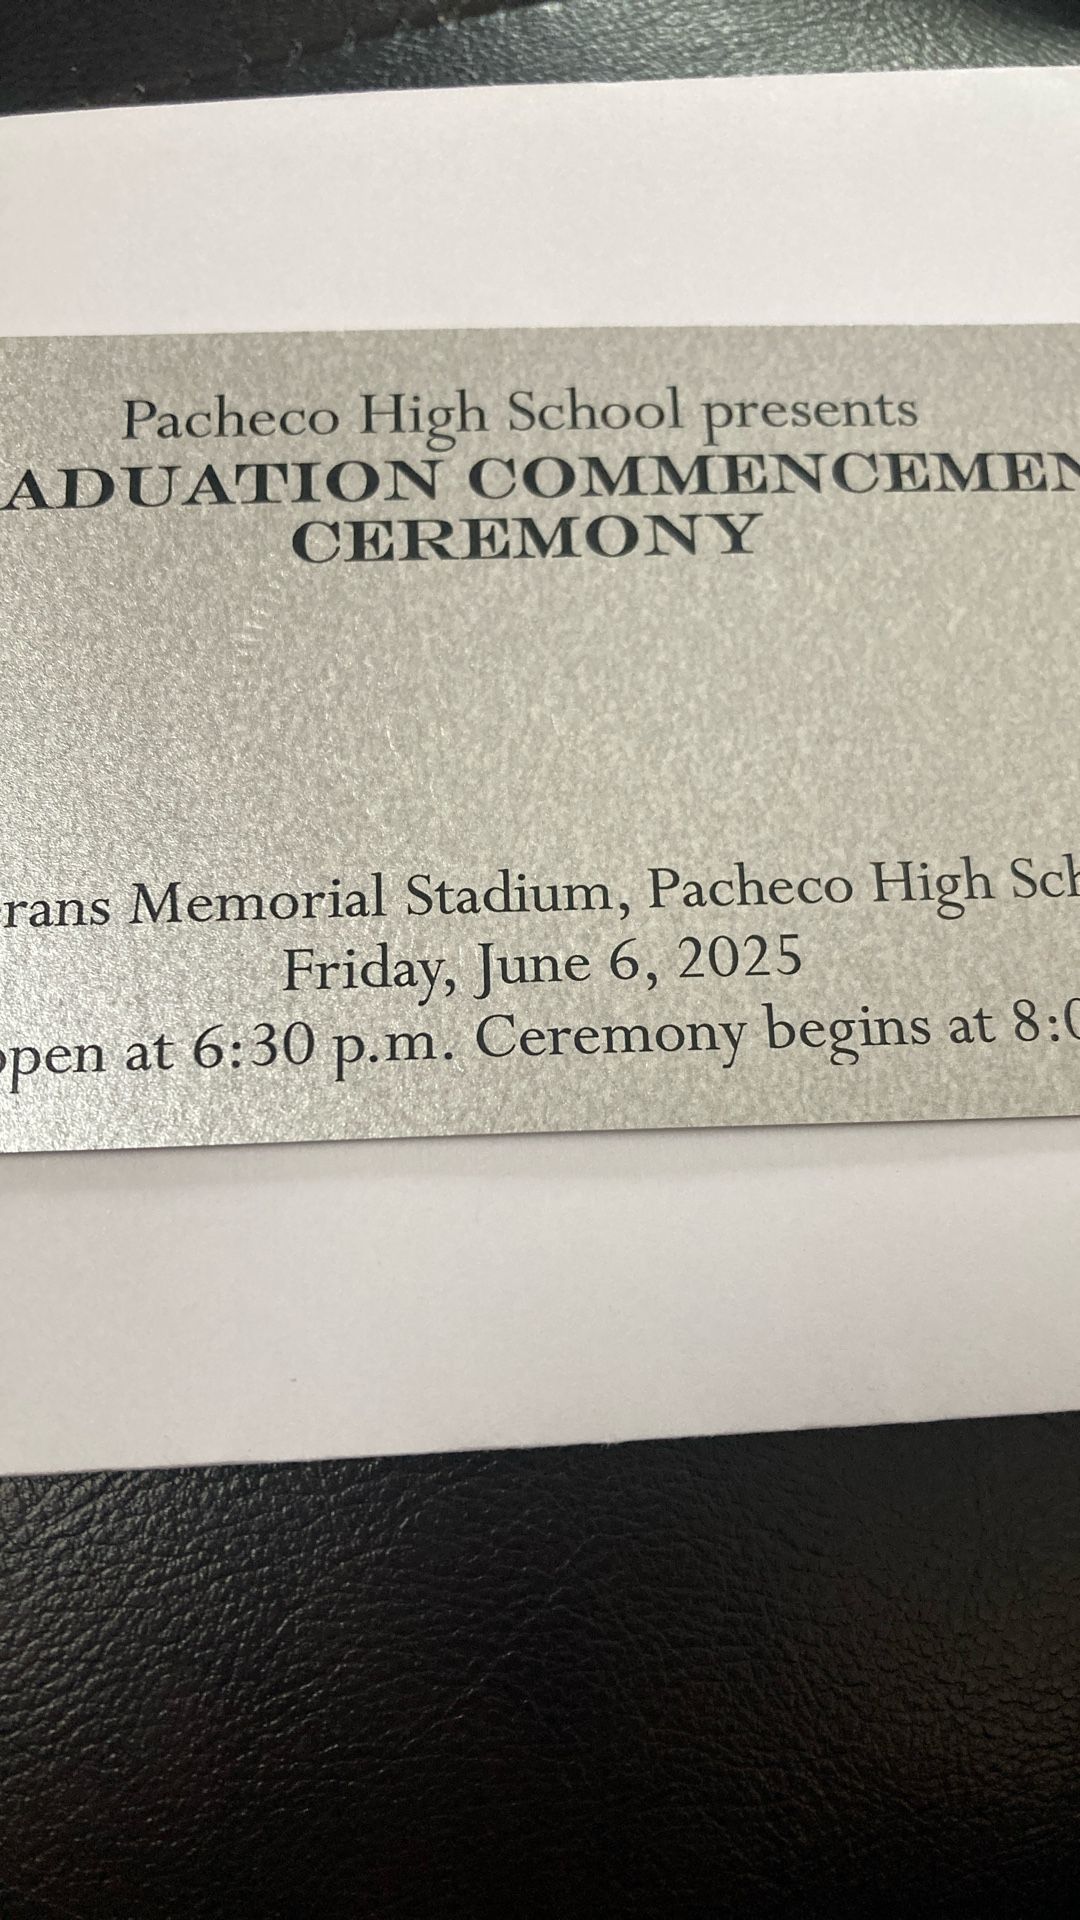 Pacheco High School presents
ADUATION COMMENCEMEN
CEREMONY
rans Memorial Stadium, Pacheco High Sch
Friday, June 6, 2025
pen at 6:30 p.m. Ceremony begins at 8:0